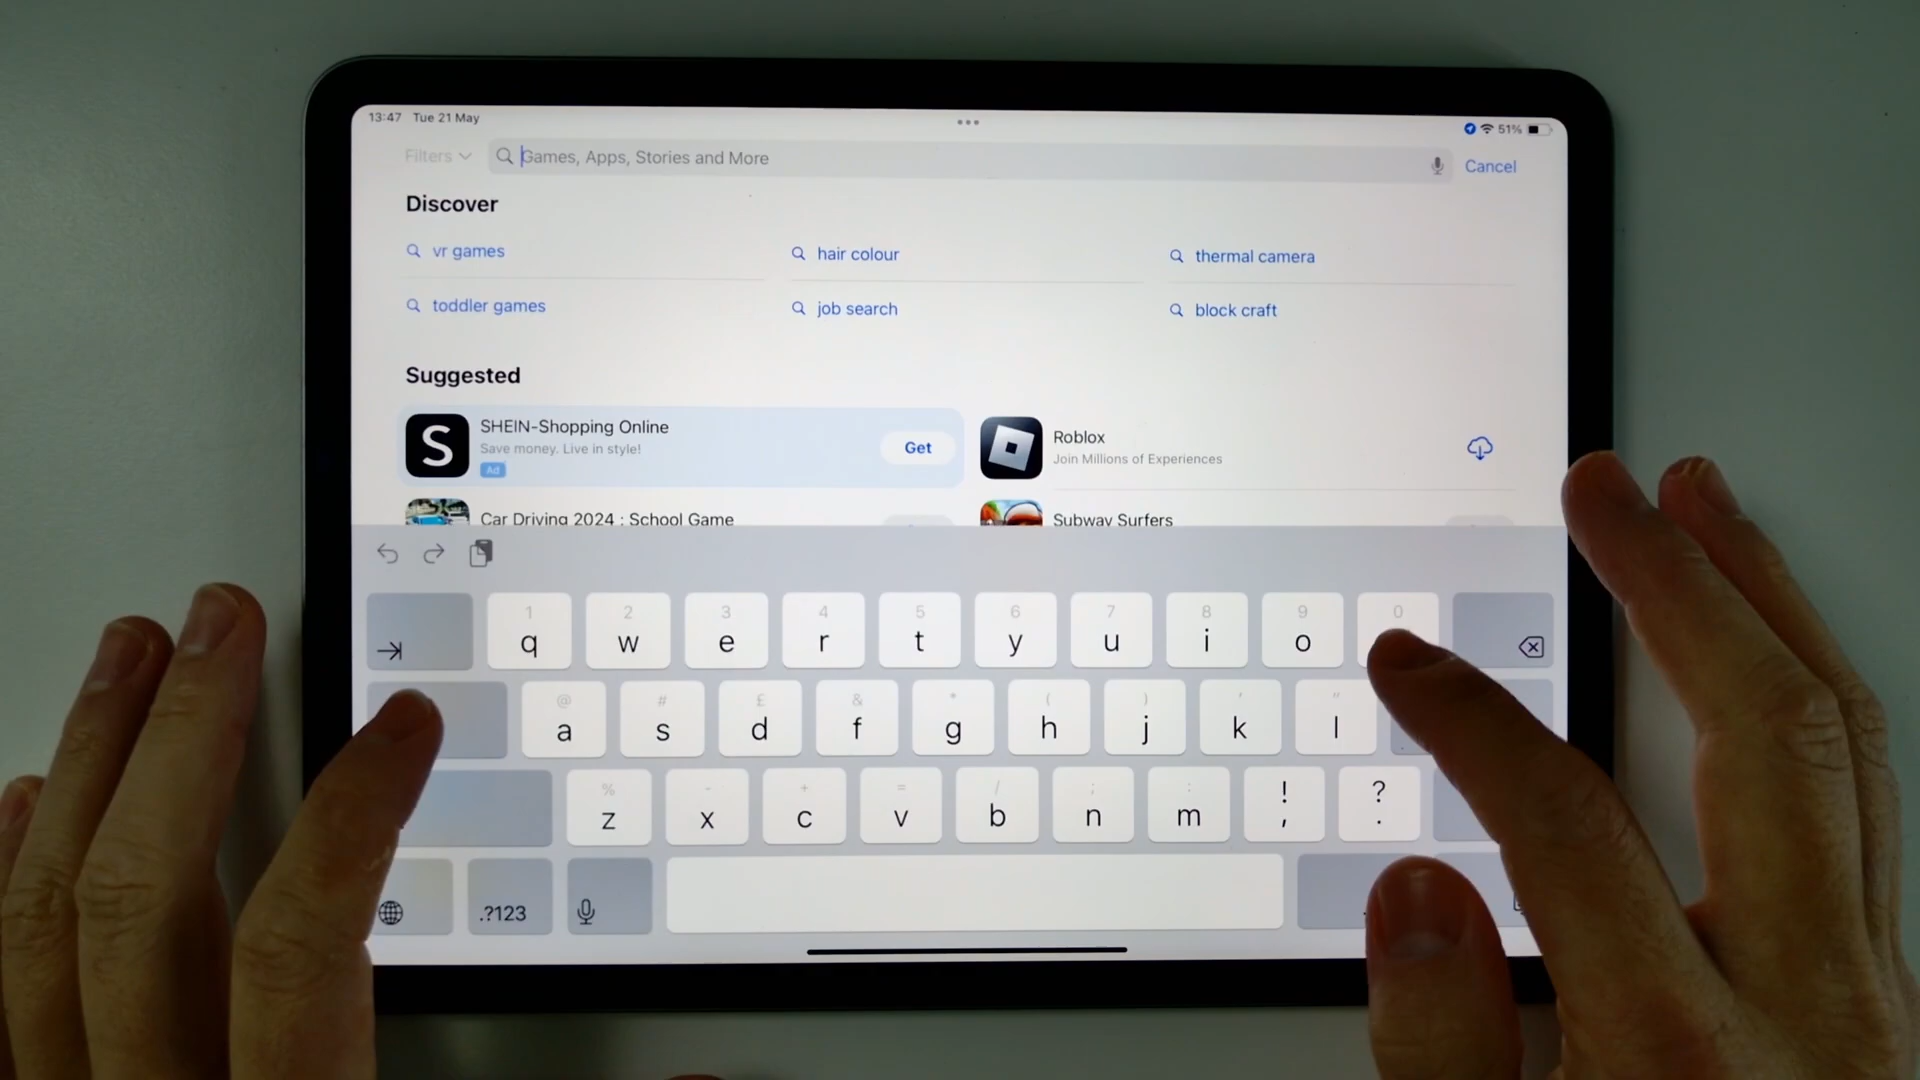 13:47 Tue 21 May
51%
Filters Games, Apps, Stories and More Cancel
Discover
vr games hair colour thermal camera
toddler games job search block craft
Suggested
S SHEIN-Shopping Online
Save money. Live in style!
Ad
Get
Roblox
Join Millions of Experiences
Car Driving 2024 : School Game Subway Surfers
1 2 3 4 5 6 7 8 9 0
q w e r t y u i o
@ # £ & * ( ) ' "
a s d f g h j k l
% - + = / ; : ! ?
z x c v b n m , .
.?123